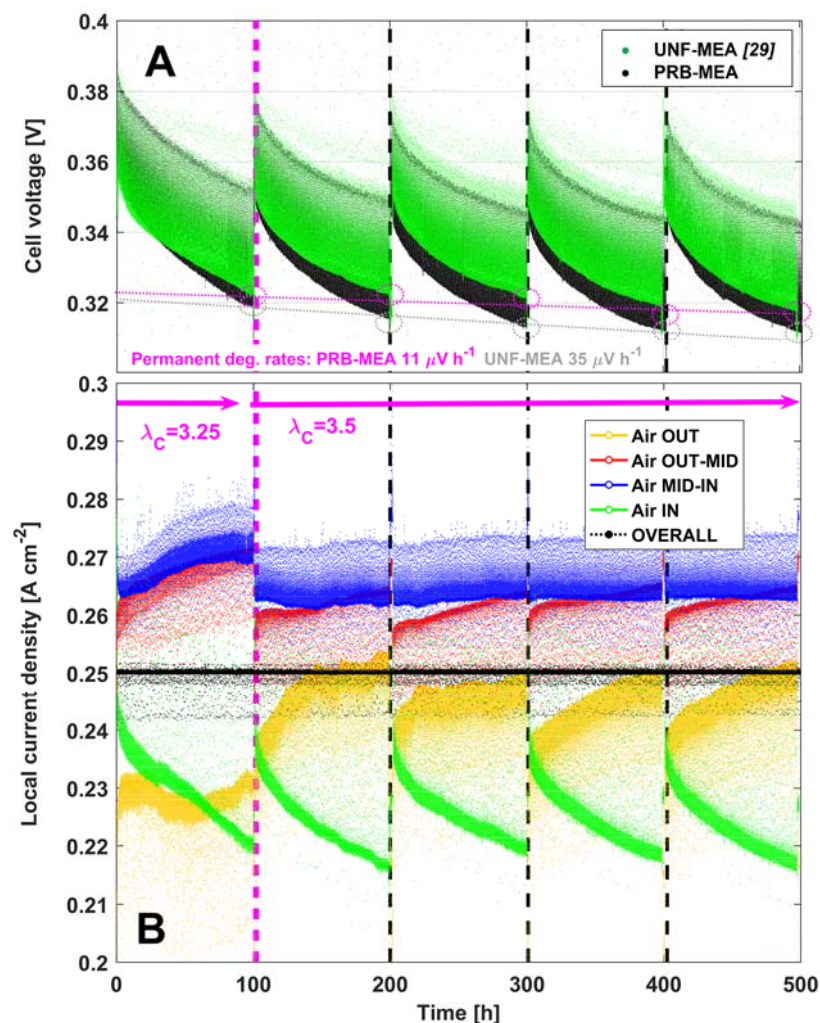 0.4
0.38
0.36
0.34
0.32
0.3
Cell voltage [V]
A
UNF-MEA [29]
PRB-MEA
Permanent deg. rates: PRB-MEA 11 μV h⁻¹ UNF-MEA 35 μV h⁻¹
0.29
0.28
0.27
0.26
0.25
0.24
0.23
0.22
0.21
0.2
Local current density [A cm⁻²]
λC=3.25
λC=3.5
Air OUT
Air OUT-MID
Air MID-IN
Air IN
OVERALL
B
0 100 200 300 400 500
Time [h]